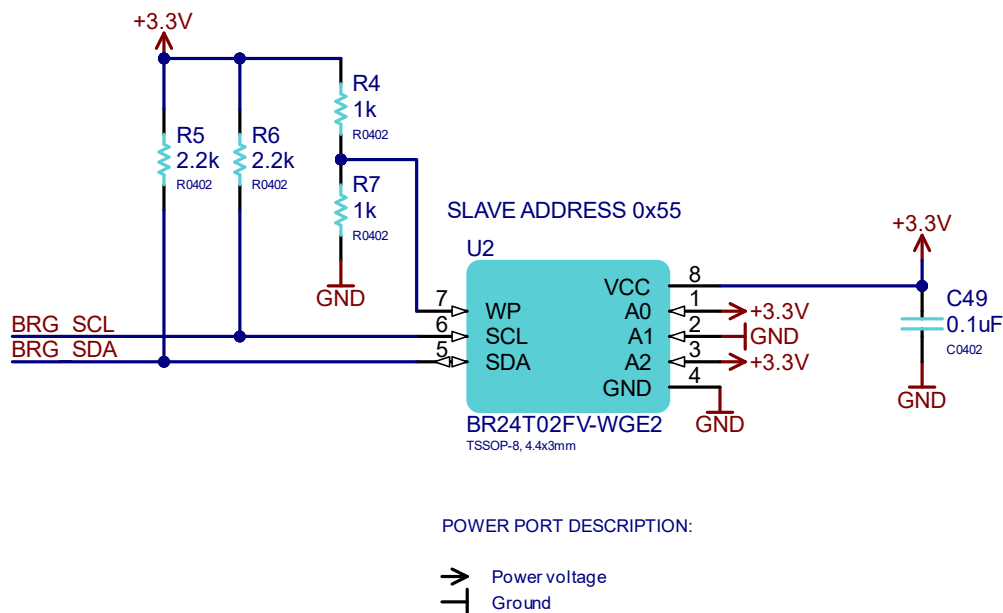 +3.3V
R4
1k
R0402
R5
2.2k
R0402
R6
2.2k
R0402
R7
1k
R0402
GND
SLAVE ADDRESS 0x55
U2
+3.3V
BRG_SCL
BRG_SDA
7
6
5
WP
SCL
SDA
VCC
A0
A1
A2
GND
8
1
2
3
4
+3.3V
GND
+3.3V
GND
C49
0.1uF
C0402
GND
BR24T02FV-WGE2
TSSOP-8, 4.4x3mm
POWER PORT DESCRIPTION:
Power voltage
Ground